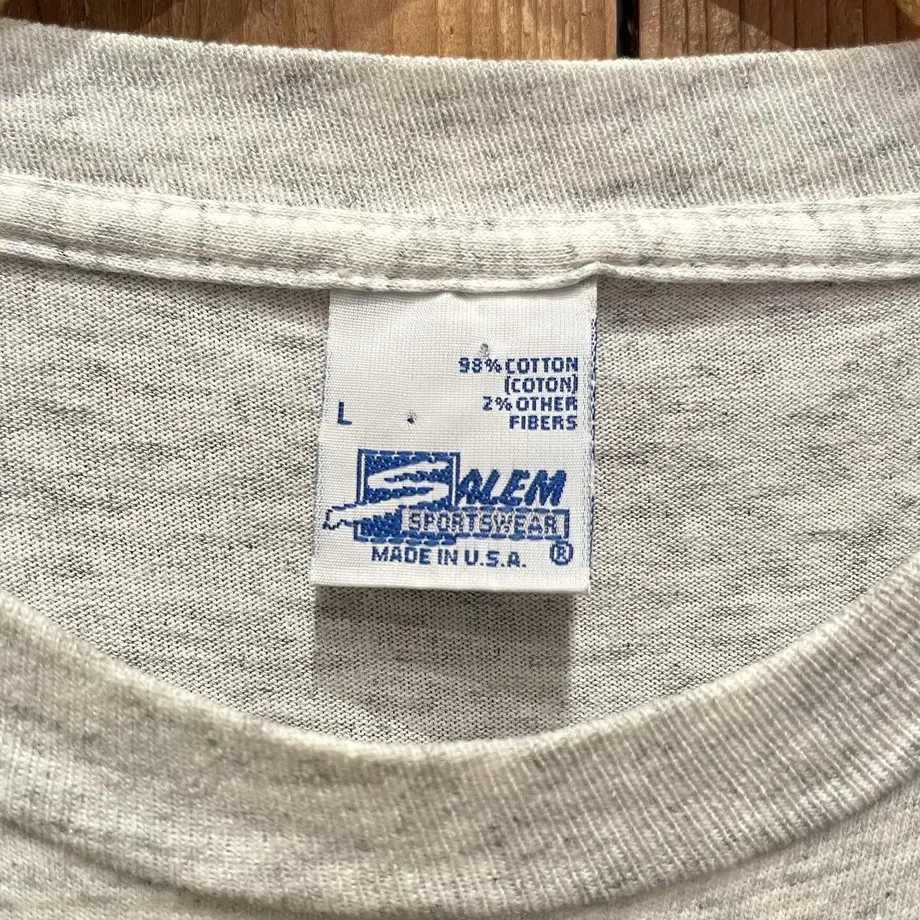 98% COTTON
(COTON)
2% OTHER
FIBERS
L
SALEM
SPORTSWEAR
MADE IN U.S.A. ®